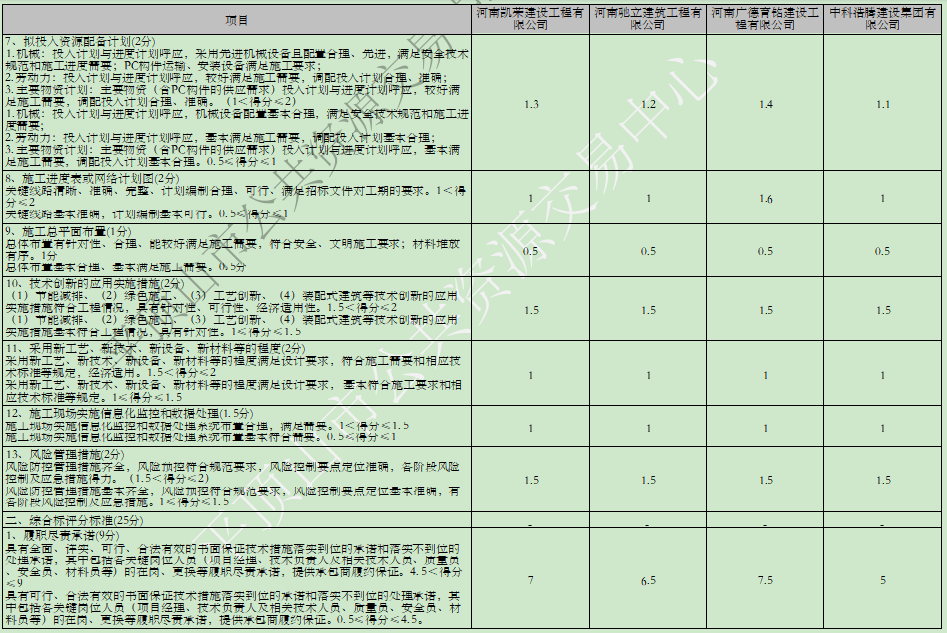 项目
河南凯荣建设工程有
限公司
河南驰立建筑工程有
限公司
河南广德育铭建设工
程有限公司
中科浩腾建设集团有
限公司
7、拟投入资源配备计划(2分)
1.机械：投入计划与进度计划呼应，采用先进机械设备且配置合理、先进，满足安全技术
规范和施工进度需要；PC构件运输、安装设备满足施工要求；
2.劳动力：投入计划与进度计划呼应，较好满足施工需要，调配投入计划合理、准确；
3.主要物资计划：主要物资（含PC构件的供应需求）投入计划与进度计划呼应，较好满
足施工需要，调配投入计划合理、准确。（1＜得分≤2）
1.机械：投入计划与进度计划呼应，机械设备配置基本合理，满足安全技术规范和施工进
度需要；
2.劳动力：投入计划与进度计划呼应，基本满足施工需要，调配投入计划基本合理；
3.主要物资计划：主要物资（含PC构件的供应需求）投入计划与进度计划呼应，基本满
足施工需要，调配投入计划基本合理。0.5≤得分≤1
1.3
1.2
1.4
1.1
8、施工进度表或网络计划图(2分)
关键线路清晰、准确、完整、计划编制合理、可行、满足招标文件对工期的要求。1＜得
分≤2
关键线路基本准确，计划编制基本可行。0.5≤得分≤1
1
1
1.6
1
9、施工总平面布置(1分)
总体布置有针对性、合理、能较好满足施工需要，符合安全、文明施工要求；材料堆放
有序。1分
总体布置基本合理、基本满足施工需要。0.5分
0.5
0.5
0.5
0.5
10、技术创新的应用实施措施(2分)
（1）节能减排、（2）绿色施工、（3）工艺创新、（4）装配式建筑等技术创新的应用
实施措施符合工程情况，具有针对性、可行性、经济适用性。1.5＜得分≤2
（1）节能减排、（2）绿色施工、（3）工艺创新、（4）装配式建筑等技术创新的应用
实施措施基本符合工程情况，具有针对性。1≤得分≤1.5
1.5
1.5
1.5
1.5
11、采用新工艺、新技术、新设备、新材料等的程度(2分)
采用新工艺、新技术、新设备、新材料等的程度满足设计要求，符合施工需要和相应技
术标准等规定，经济适用。1.5＜得分≤2
采用新工艺、新技术、新设备、新材料等的程度满足设计要求， 基本符合施工要求和相
应技术标准等规定。1≤得分≤1.5
1
1
1
1
12、施工现场实施信息化监控和数据处理(1.5分)
施工现场实施信息化监控和数据处理系统布置合理，满足需要。1＜得分≤1.5
施工现场实施信息化监控和数据处理系统布置基本符合需要。0.5≤得分≤1
1
1
1
1
13、风险管理措施(2分)
风险防控管理措施齐全，风险预控符合规范要求，风险控制要点定位准确，各阶段风险
控制及应急措施得力。（1.5＜得分≤2）
风险防控管理措施基本齐全，风险预控符合规范要求，风险控制要点定位基本准确，有
各阶段风险控制及应急措施。1≤得分≤1.5
1.5
1.5
1.5
1.5
二、综合标评分标准(25分)
-
-
-
-
1、履职尽责承诺(9分)
具有全面、详实、可行、合法有效的书面保证技术措施落实到位的承诺和落实不到位的
处理承诺，其中包括各关键岗位人员（项目经理、技术负责人及相关技术人员、质量员
、安全员、材料员等）的在岗、更换等履职尽责承诺，提供承包商履约保证。4.5＜得分
≤9
具有可行、合法有效的书面保证技术措施落实到位的承诺和落实不到位的处理承诺，其
中包括各关键岗位人员（项目经理、技术负责人及相关技术人员、质量员、安全员、材
料员等）的在岗、更换等履职尽责承诺，提供承包商履约保证。0.5≤得分≤4.5。
7
6.5
7.5
5
平顶山市公共资源交易中心